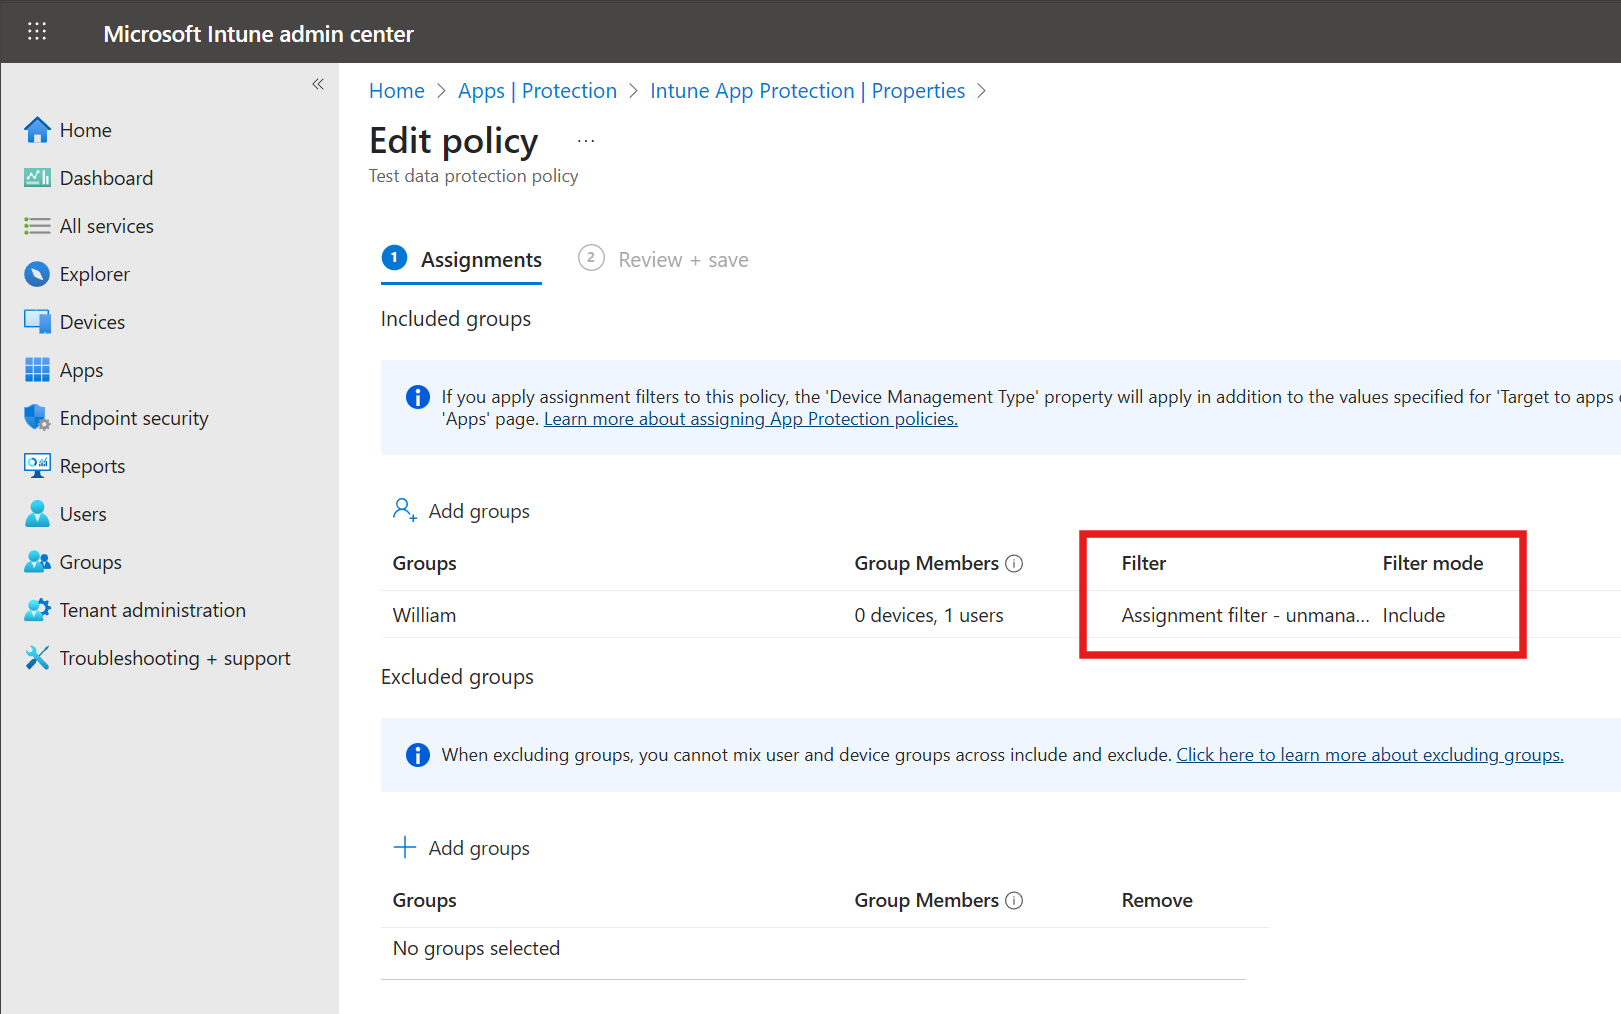 Microsoft Intune admin center
Home
Dashboard
All services
Explorer
Devices
Apps
Endpoint security
Reports
Users
Groups
Tenant administration
Troubleshooting + support
Home > Apps | Protection > Intune App Protection | Properties >
Edit policy ...
Test data protection policy
1 Assignments 2 Review + save
Included groups
If you apply assignment filters to this policy, the 'Device Management Type' property will apply in addition to the values specified for 'Target to apps
'Apps' page. Learn more about assigning App Protection policies.
Add groups
Groups Group Members Filter Filter mode
William 0 devices, 1 users Assignment filter - unmana... Include
Excluded groups
When excluding groups, you cannot mix user and device groups across include and exclude. Click here to learn more about excluding groups.
Add groups
Groups Group Members Remove
No groups selected